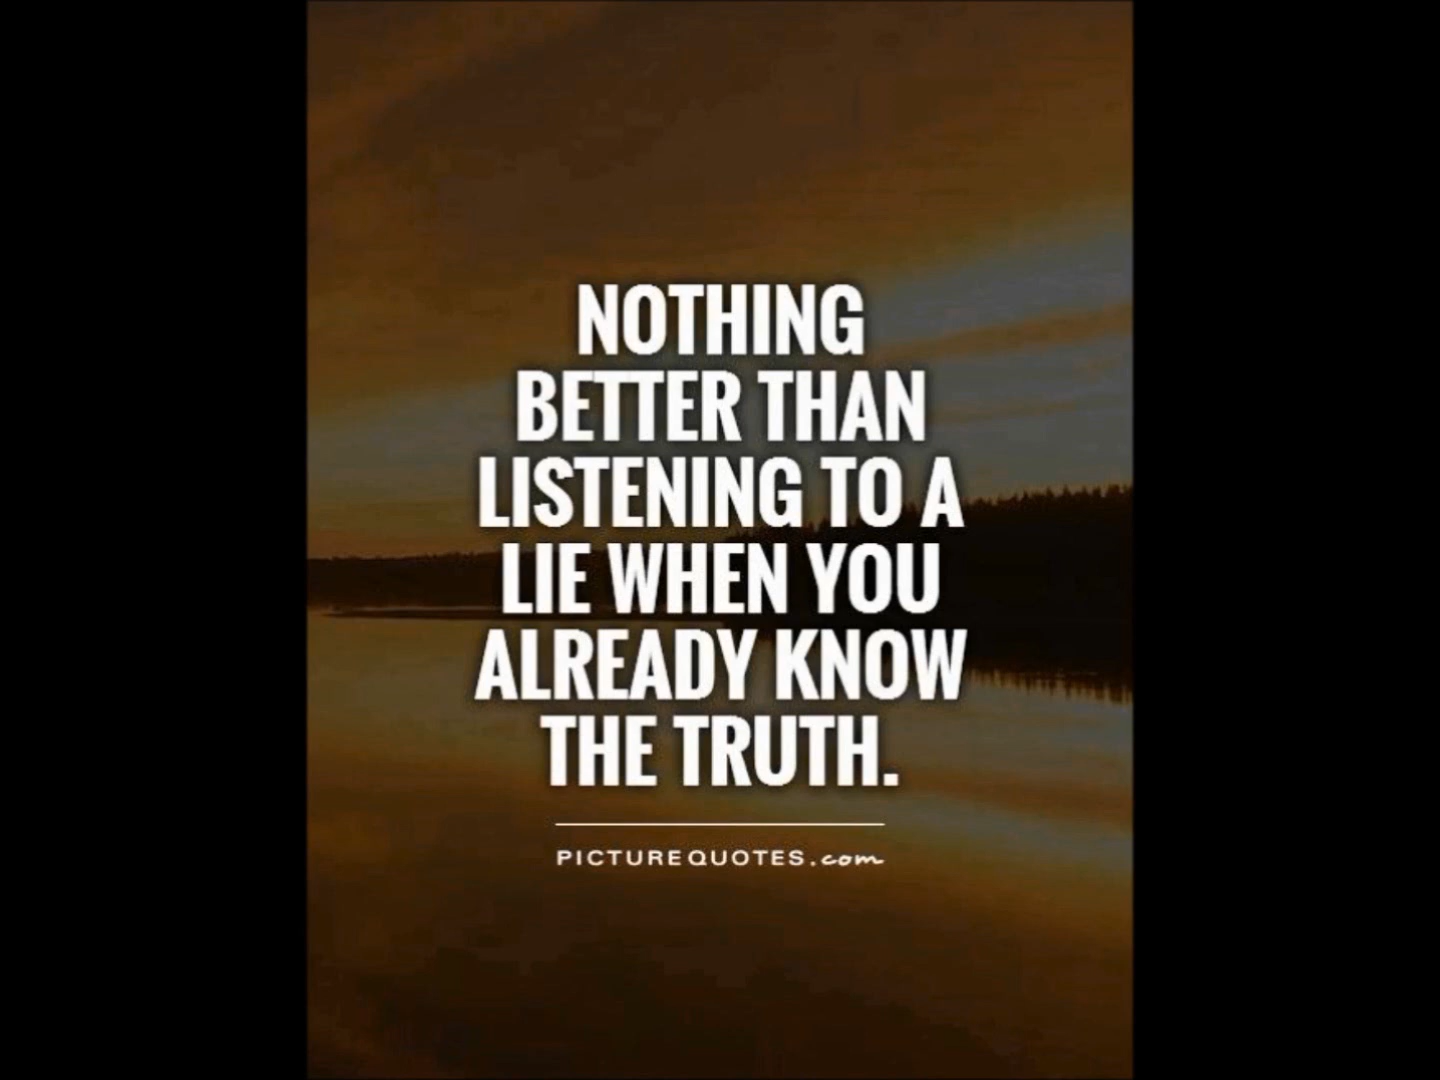 NOTHING
BETTER THAN
LISTENING TO A
LIE WHEN YOU
ALREADY KNOW
THE TRUTH.
PICTUREQUOTES.com